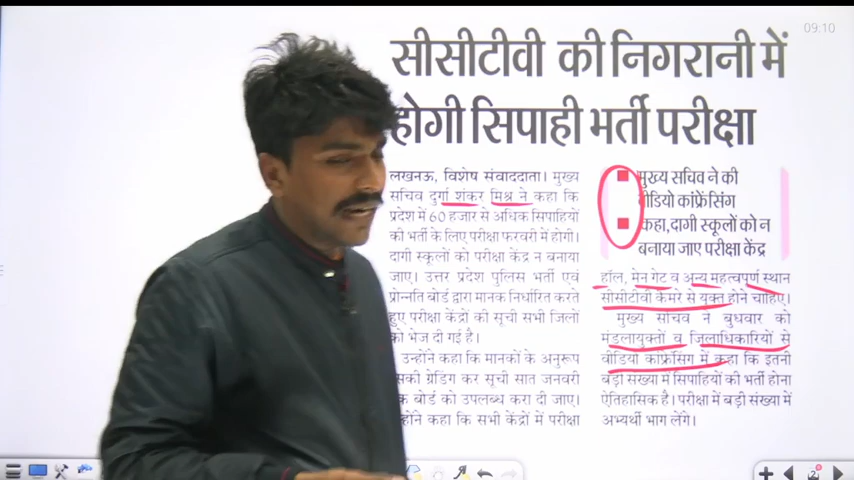 09:10
सीसीटीवी की निगरानी में
होगी सिपाही भर्ती परीक्षा
लखनऊ, विशेष संवाददाता। मुख्य
सचिव दुर्गा शंकर मिश्र ने कहा कि
प्रदेश में 60 हजार से अधिक सिपाहियों
की भर्ती के लिए परीक्षा फरवरी में होगी।
दागी स्कूलों को परीक्षा केंद्र न बनाया
जाए। उत्तर प्रदेश पुलिस भर्ती एवं
प्रोन्नति बोर्ड द्वारा मानक निर्धारित करते
हुए परीक्षा केंद्रों की सूची सभी जिलों
को भेज दी गई है।
उन्होंने कहा कि मानकों के अनुरूप
ग्रेडिंग कर सूची सात जनवरी
बोर्ड को उपलब्ध करा दी जाए।
कहा कि सभी केंद्रों में परीक्षा
मुख्य सचिव ने की
वीडियो कांफ्रेंसिंग
कहा, दागी स्कूलों को न
बनाया जाए परीक्षा केंद्र
हॉल, मेन गेट व अन्य महत्वपूर्ण स्थान
सीसीटीवी कैमरे से युक्त होने चाहिए।
मुख्य सचिव ने बुधवार को
मंडलायुक्तों व जिलाधिकारियों से
वीडियो कांफ्रेंसिंग में कहा कि इतनी
बड़ी संख्या में सिपाहियों की भर्ती होना
ऐतिहासिक है। परीक्षा में बड़ी संख्या में
अभ्यर्थी भाग लेंगे।